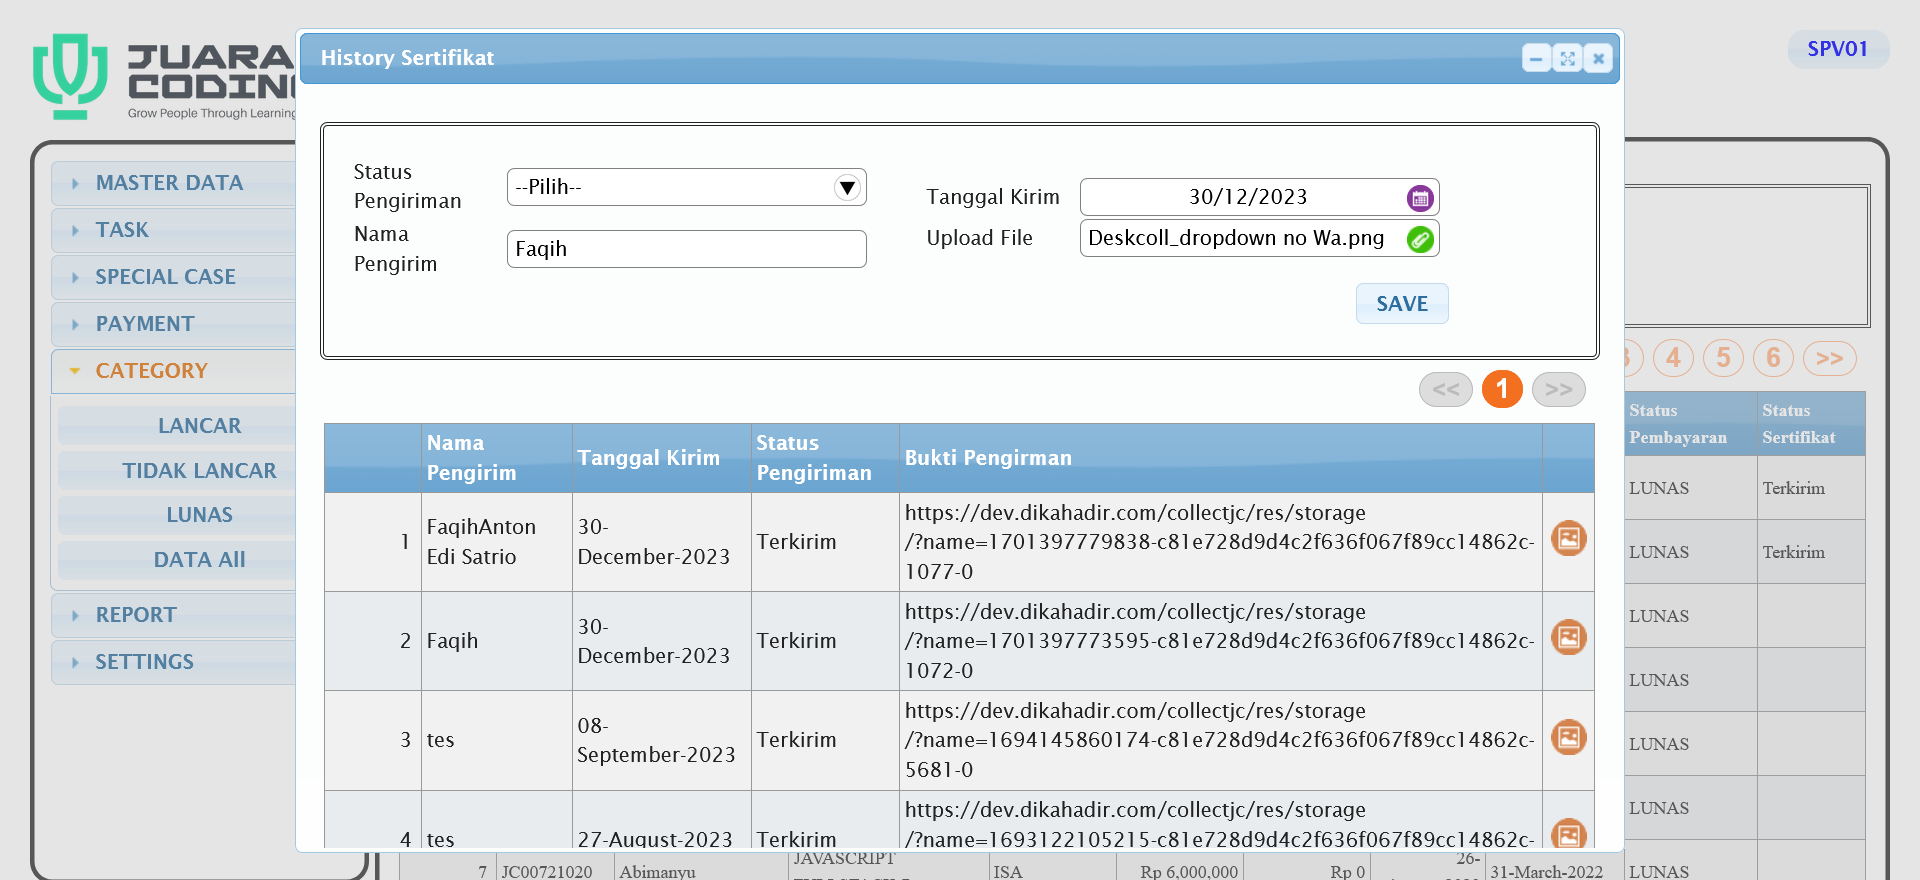 JUARA
CODING
Grow People Through Learning
History Sertifikat
SPV01
MASTER DATA
TASK
SPECIAL CASE
PAYMENT
CATEGORY
LANCAR
TIDAK LANCAR
LUNAS
DATA All
REPORT
SETTINGS
Status
Pengiriman
--Pilih--
Nama
Pengirim
Faqih
Tanggal Kirim
30/12/2023
Upload File
Deskcoll_dropdown no Wa.png
SAVE
<< 1 >>
Nama
Pengirim
Tanggal Kirim
Status
Pengiriman
Bukti Pengirman
1
FaqihAnton
Edi Satrio
30-
December-2023
Terkirim
https://dev.dikahadir.com/collectjc/res/storage
/?name=1701397779838-c81e728d9d4c2f636f067f89cc14862c-
1077-0
2
Faqih
30-
December-2023
Terkirim
https://dev.dikahadir.com/collectjc/res/storage
/?name=1701397773595-c81e728d9d4c2f636f067f89cc14862c-
1072-0
3
tes
08-
September-2023
Terkirim
https://dev.dikahadir.com/collectjc/res/storage
/?name=1694145860174-c81e728d9d4c2f636f067f89cc14862c-
5681-0
4
tes
27-August-2023
Terkirim
https://dev.dikahadir.com/collectjc/res/storage
/?name=1693122105215-c81e728d9d4c2f636f067f89cc14862c-
3 4 5 6 >>
Status
Pembayaran
Status
Sertifikat
LUNAS Terkirim
LUNAS Terkirim
LUNAS
LUNAS
LUNAS
LUNAS
7 JC00721020 Abimanyu
JAVASCRIPT
ISA Rp 6,000,000 Rp 0
26-
31-March-2022 LUNAS